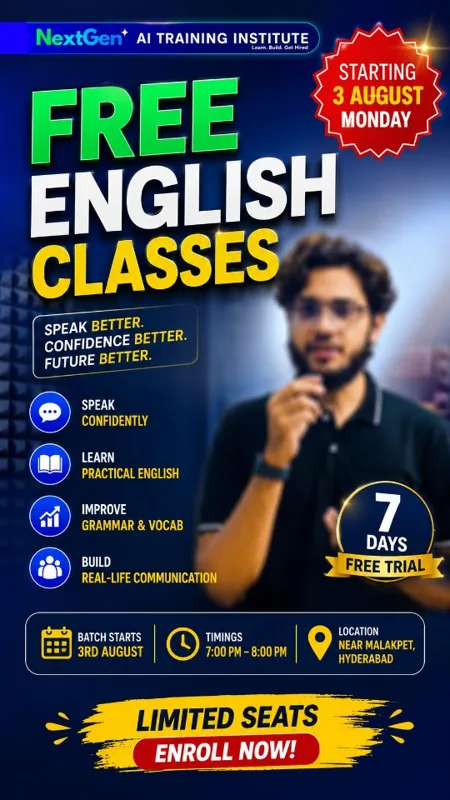 NextGen AI TRAINING INSTITUTE
Learn. Build. Get Hired
STARTING
3 AUGUST
MONDAY
FREE
ENGLISH
CLASSES
SPEAK BETTER.
CONFIDENCE BETTER.
FUTURE BETTER.
SPEAK
CONFIDENTLY
LEARN
PRACTICAL ENGLISH
IMPROVE
GRAMMAR & VOCAB
BUILD
REAL-LIFE COMMUNICATION
7
DAYS
FREE TRIAL
BATCH STARTS
3RD AUGUST
TIMINGS
7:00 PM – 8:00 PM
LOCATION
NEAR MALAKPET,
HYDERABAD
LIMITED SEATS
ENROLL NOW!